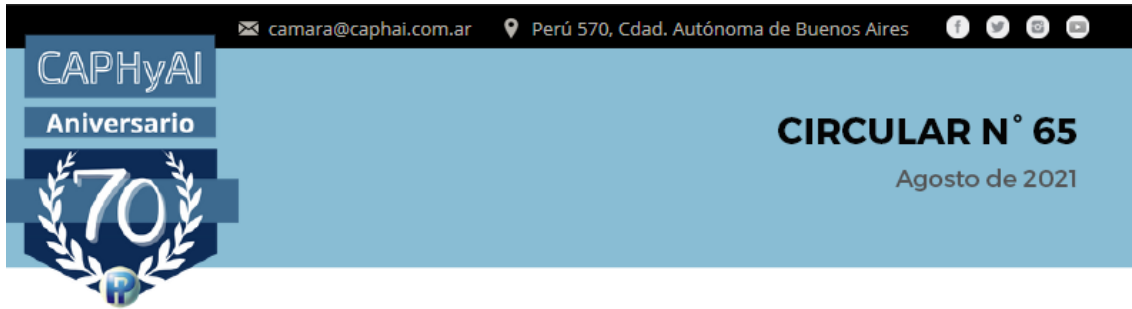 camara@caphai.com.ar Perú 570, Cdad. Autónoma de Buenos Aires
CAPHyAI
Aniversario
70
CIRCULAR N° 65
Agosto de 2021